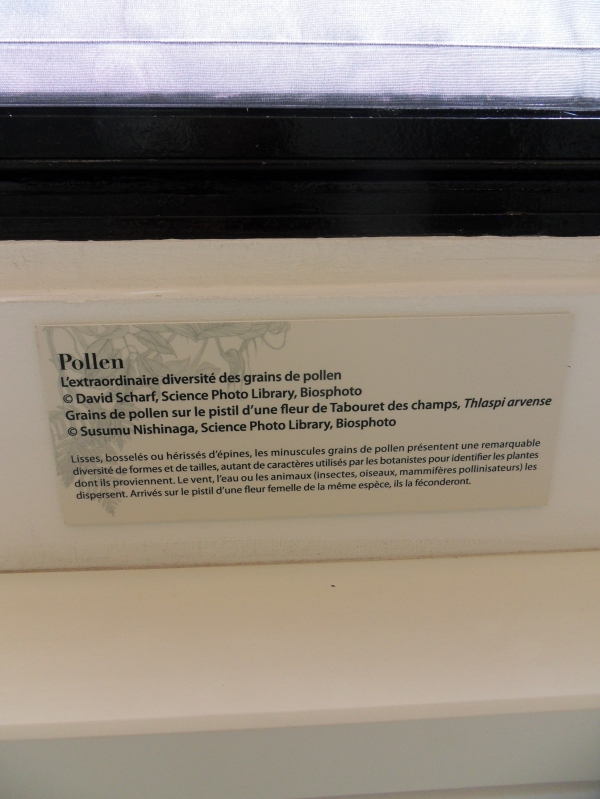 Pollen
L'extraordinaire diversité des grains de pollen
© David Scharf, Science Photo Library, Biosphoto
Grains de pollen sur le pistil d'une fleur de Tabouret des champs, Thlaspi arvense
© Susumu Nishinaga, Science Photo Library, Biosphoto
Lisses, bosselés ou hérissés d'épines, les minuscules grains de pollen présentent une remarquable
diversité de formes et de tailles, autant de caractères utilisés par les botanistes pour identifier les plantes
dont ils proviennent. Le vent, l'eau ou les animaux (insectes, oiseaux, mammifères pollinisateurs) les
dispersent. Arrivés sur le pistil d'une fleur femelle de la même espèce, ils la féconderont.